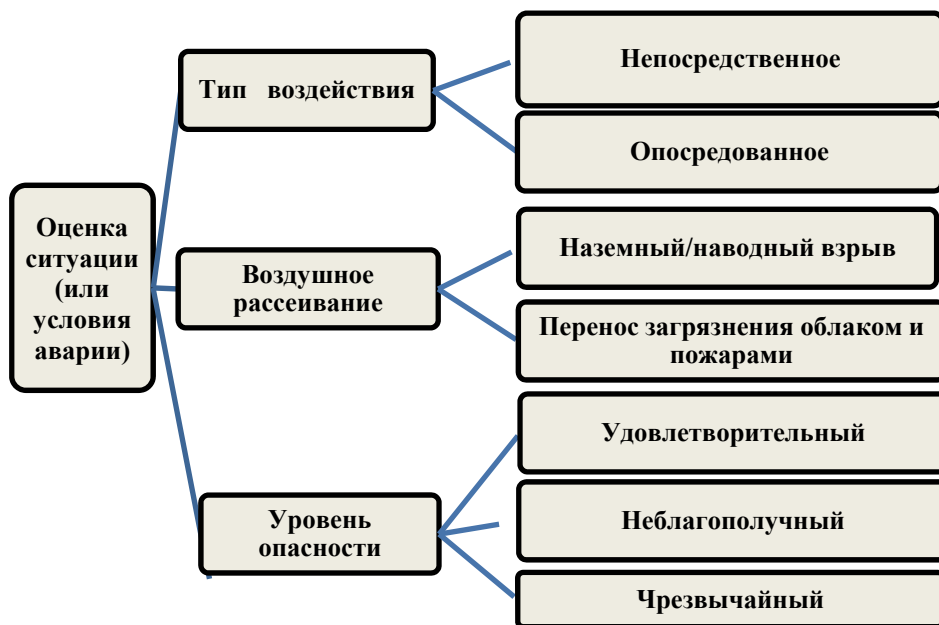 Оценка
ситуации
(или
условия
аварии)
Тип воздействия
Непосредственное
Опосредованное
Воздушное
рассеивание
Наземный/наводный взрыв
Перенос загрязнения облаком и
пожарами
Уровень
опасности
Удовлетворительный
Неблагополучный
Чрезвычайный